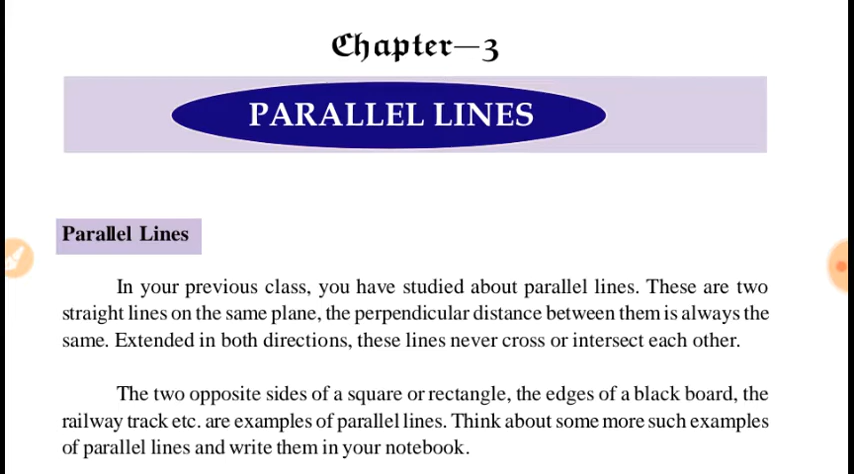 Chapter—3
PARALLEL LINES
Parallel Lines
In your previous class, you have studied about parallel lines. These are two
straight lines on the same plane, the perpendicular distance between them is always the
same. Extended in both directions, these lines never cross or intersect each other.
The two opposite sides of a square or rectangle, the edges of a black board, the
railway track etc. are examples of parallel lines. Think about some more such examples
of parallel lines and write them in your notebook.